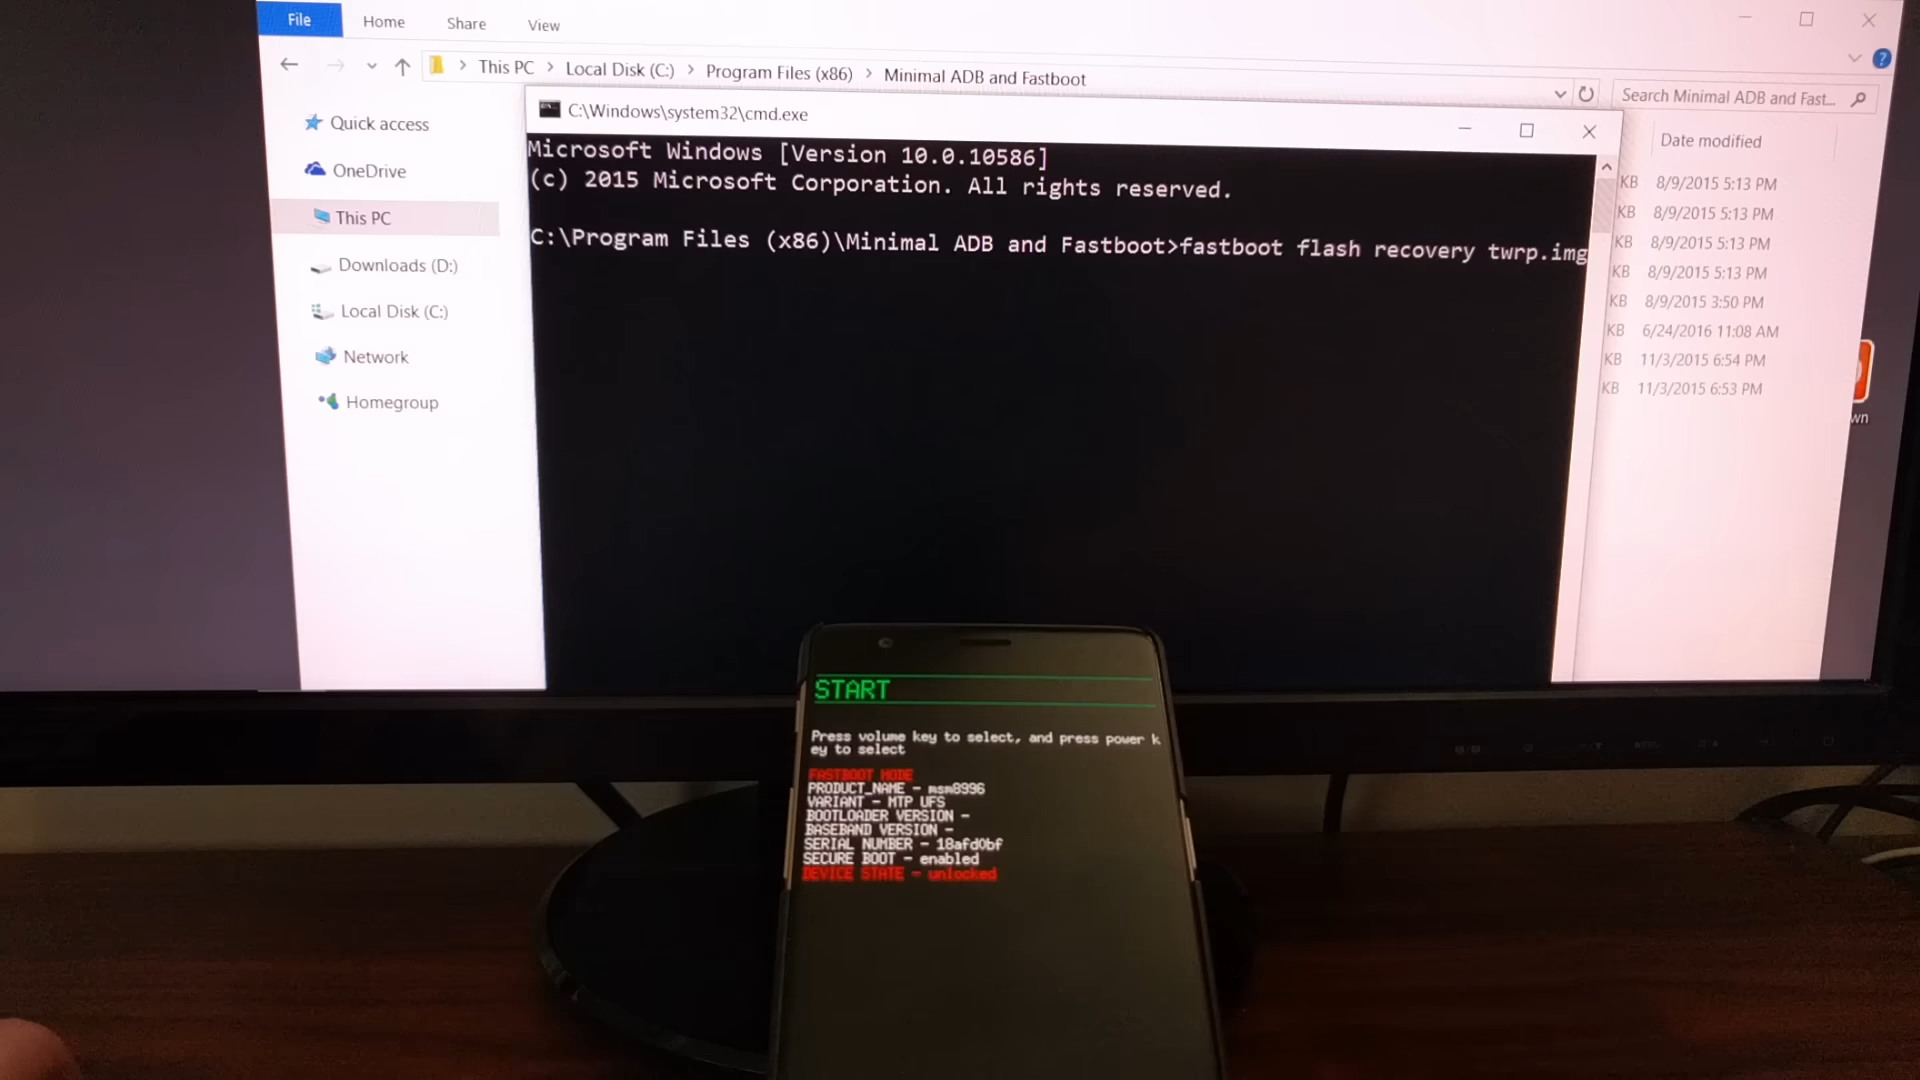 File Home Share View
This PC > Local Disk (C:) > Program Files (x86) > Minimal ADB and Fastboot
Search Minimal ADB and Fast...
Quick access
OneDrive
This PC
Downloads (D:)
Local Disk (C:)
Network
Homegroup
C:\Windows\system32\cmd.exe
Microsoft Windows [Version 10.0.10586]
(c) 2015 Microsoft Corporation. All rights reserved.
C:\Program Files (x86)\Minimal ADB and Fastboot>fastboot flash recovery twrp.img
Date modified
KB 8/9/2015 5:13 PM
KB 8/9/2015 5:13 PM
KB 8/9/2015 5:13 PM
KB 8/9/2015 5:13 PM
KB 8/9/2015 3:50 PM
KB 6/24/2016 11:08 AM
KB 11/3/2015 6:54 PM
KB 11/3/2015 6:53 PM
wn
START
Press volume key to select, and press power k
ey to select
FASTBOOT MODE
PRODUCT_NAME - msm8996
VARIANT - MTP UFS
BOOTLOADER VERSION -
BASEBAND VERSION -
SERIAL NUMBER - 18afd0bf
SECURE BOOT - enabled
DEVICE STATE - unlocked